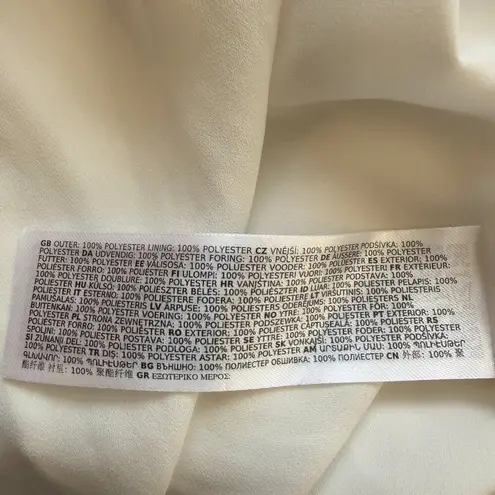 GB OUTER: 100% POLYESTER LINING: 100% POLYESTER CZ VNĚJŠÍ: 100% POLYESTER PODŠÍVKA: 100%
POLYESTER DA UDVENDIG: 100% POLYESTER FORING: 100% POLYESTER DE ÄUSSERE: 100% POLYESTER
FUTTER: 100% POLYESTER EE VÄLISOSA: 100% POLÜESTER VOODER: 100% POLÜESTER ES EXTERIOR: 100%
POLIÉSTER FORRO: 100% POLIÉSTER FI ULOMPI: 100% POLYESTERI VUORI: 100% POLYESTERI FR EXTÉRIEUR:
100% POLYESTER DOUBLURE: 100% POLYESTER HR VANJŠTINA: 100% POLYESTER PODSTAVA: 100%
POLYESTER HU KÜLSŐ: 100% POLIÉSZTER BÉLÉS: 100% POLIÉSZTER ID LUAR: 100% POLIESTER PELAPIS: 100%
POLIESTER IT ESTERNO: 100% POLIESTERE FODERA: 100% POLIESTERE LT VIRŠUTINIS: 100% POLIESTERIS
PAMUŠALAS: 100% POLIESTERIS LV ĀRPUSE: 100% POLIESTERS ODERĒJUMS: 100% POLIESTERS NL
BUITENKAN: 100% POLYESTER VOERING: 100% POLYESTER NO YTRE: 100% POLYESTER FÔR: 100%
POLYESTER PL STRONA ZEWNĘTRZNA: 100% POLIESTER PODSZEWKA: 100% POLIESTER PT EXTERIOR: 100%
POLIÉSTER FORRO: 100% POLIÉSTER RO EXTERIOR: 100% POLIESTER CĂPTUȘEALĂ: 100% POLIESTER RS
SPOLJNI: 100% POLIESTER POSTAVA: 100% POLIESTER SE YTTRE: 100% POLYESTER FODER: 100% POLYESTER
SI ZUNANJI DEL: 100% POLIESTER PODLOGA: 100% POLIESTER SK VONKAJŠÍ: 100% POLYESTER PODŠÍVKA: 100%
POLYESTER TR DIŞ: 100% POLYESTER ASTAR: 100% POLYESTER AM ԱՐՏԱՔԻՆ ՄԱՍ: 100% ՊՈԼԻԷՍԹԵՐ
ԳԼԽԱՎՈՐ: 100% ՊՈԼԻԷՍԹԵՐ BG ВЪНШНО: 100% ПОЛИЕСТЕР ОБШИВКА: 100% ПОЛИЕСТЕР CN 外部: 100% 聚
酯纤维 衬里: 100% 聚酯纤维 GR ΕΞΩΤΕΡΙΚΟ ΜΕΡΟΣ: